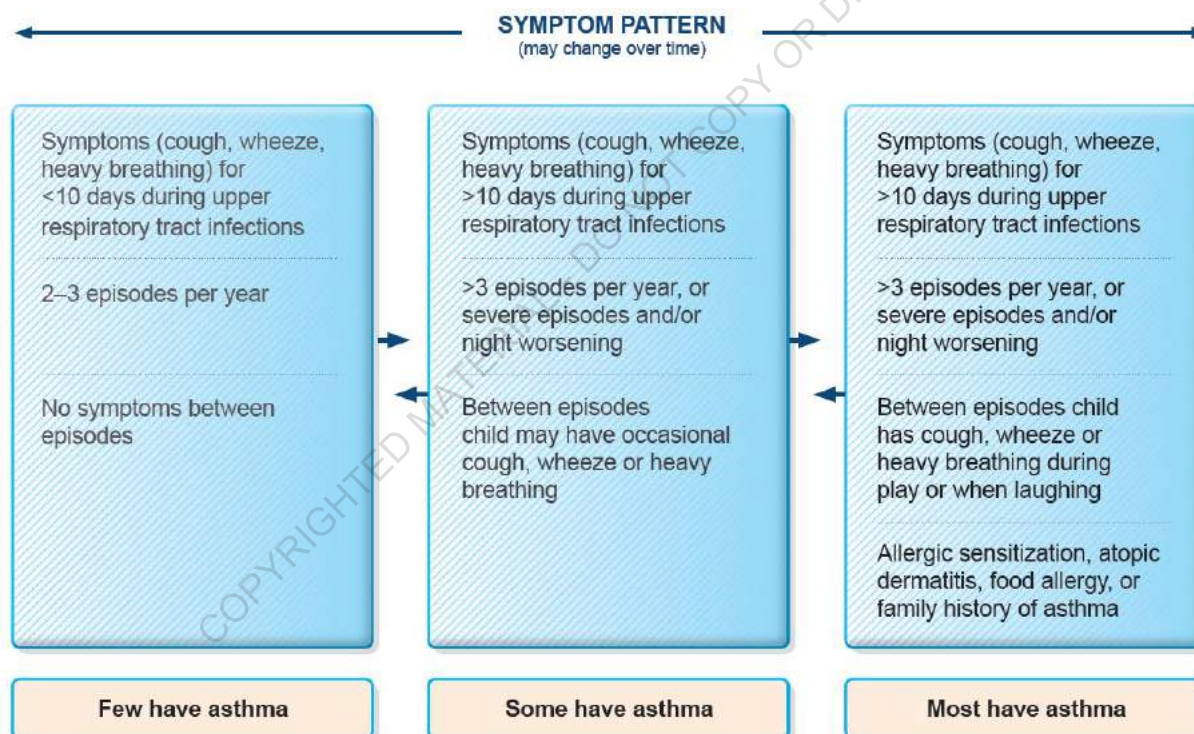 SYMPTOM PATTERN
(may change over time)
Symptoms (cough, wheeze,
heavy breathing) for
<10 days during upper
respiratory tract infections
2–3 episodes per year
No symptoms between
episodes
Few have asthma
Symptoms (cough, wheeze,
heavy breathing) for
>10 days during upper
respiratory tract infections
>3 episodes per year, or
severe episodes and/or
night worsening
Between episodes
child may have occasional
cough, wheeze or heavy
breathing
Some have asthma
Symptoms (cough, wheeze,
heavy breathing) for
>10 days during upper
respiratory tract infections
>3 episodes per year, or
severe episodes and/or
night worsening
Between episodes child
has cough, wheeze or
heavy breathing during
play or when laughing
Allergic sensitization, atopic
dermatitis, food allergy, or
family history of asthma
Most have asthma
COPYRIGHTED MATERIAL - DO NOT COPY OR